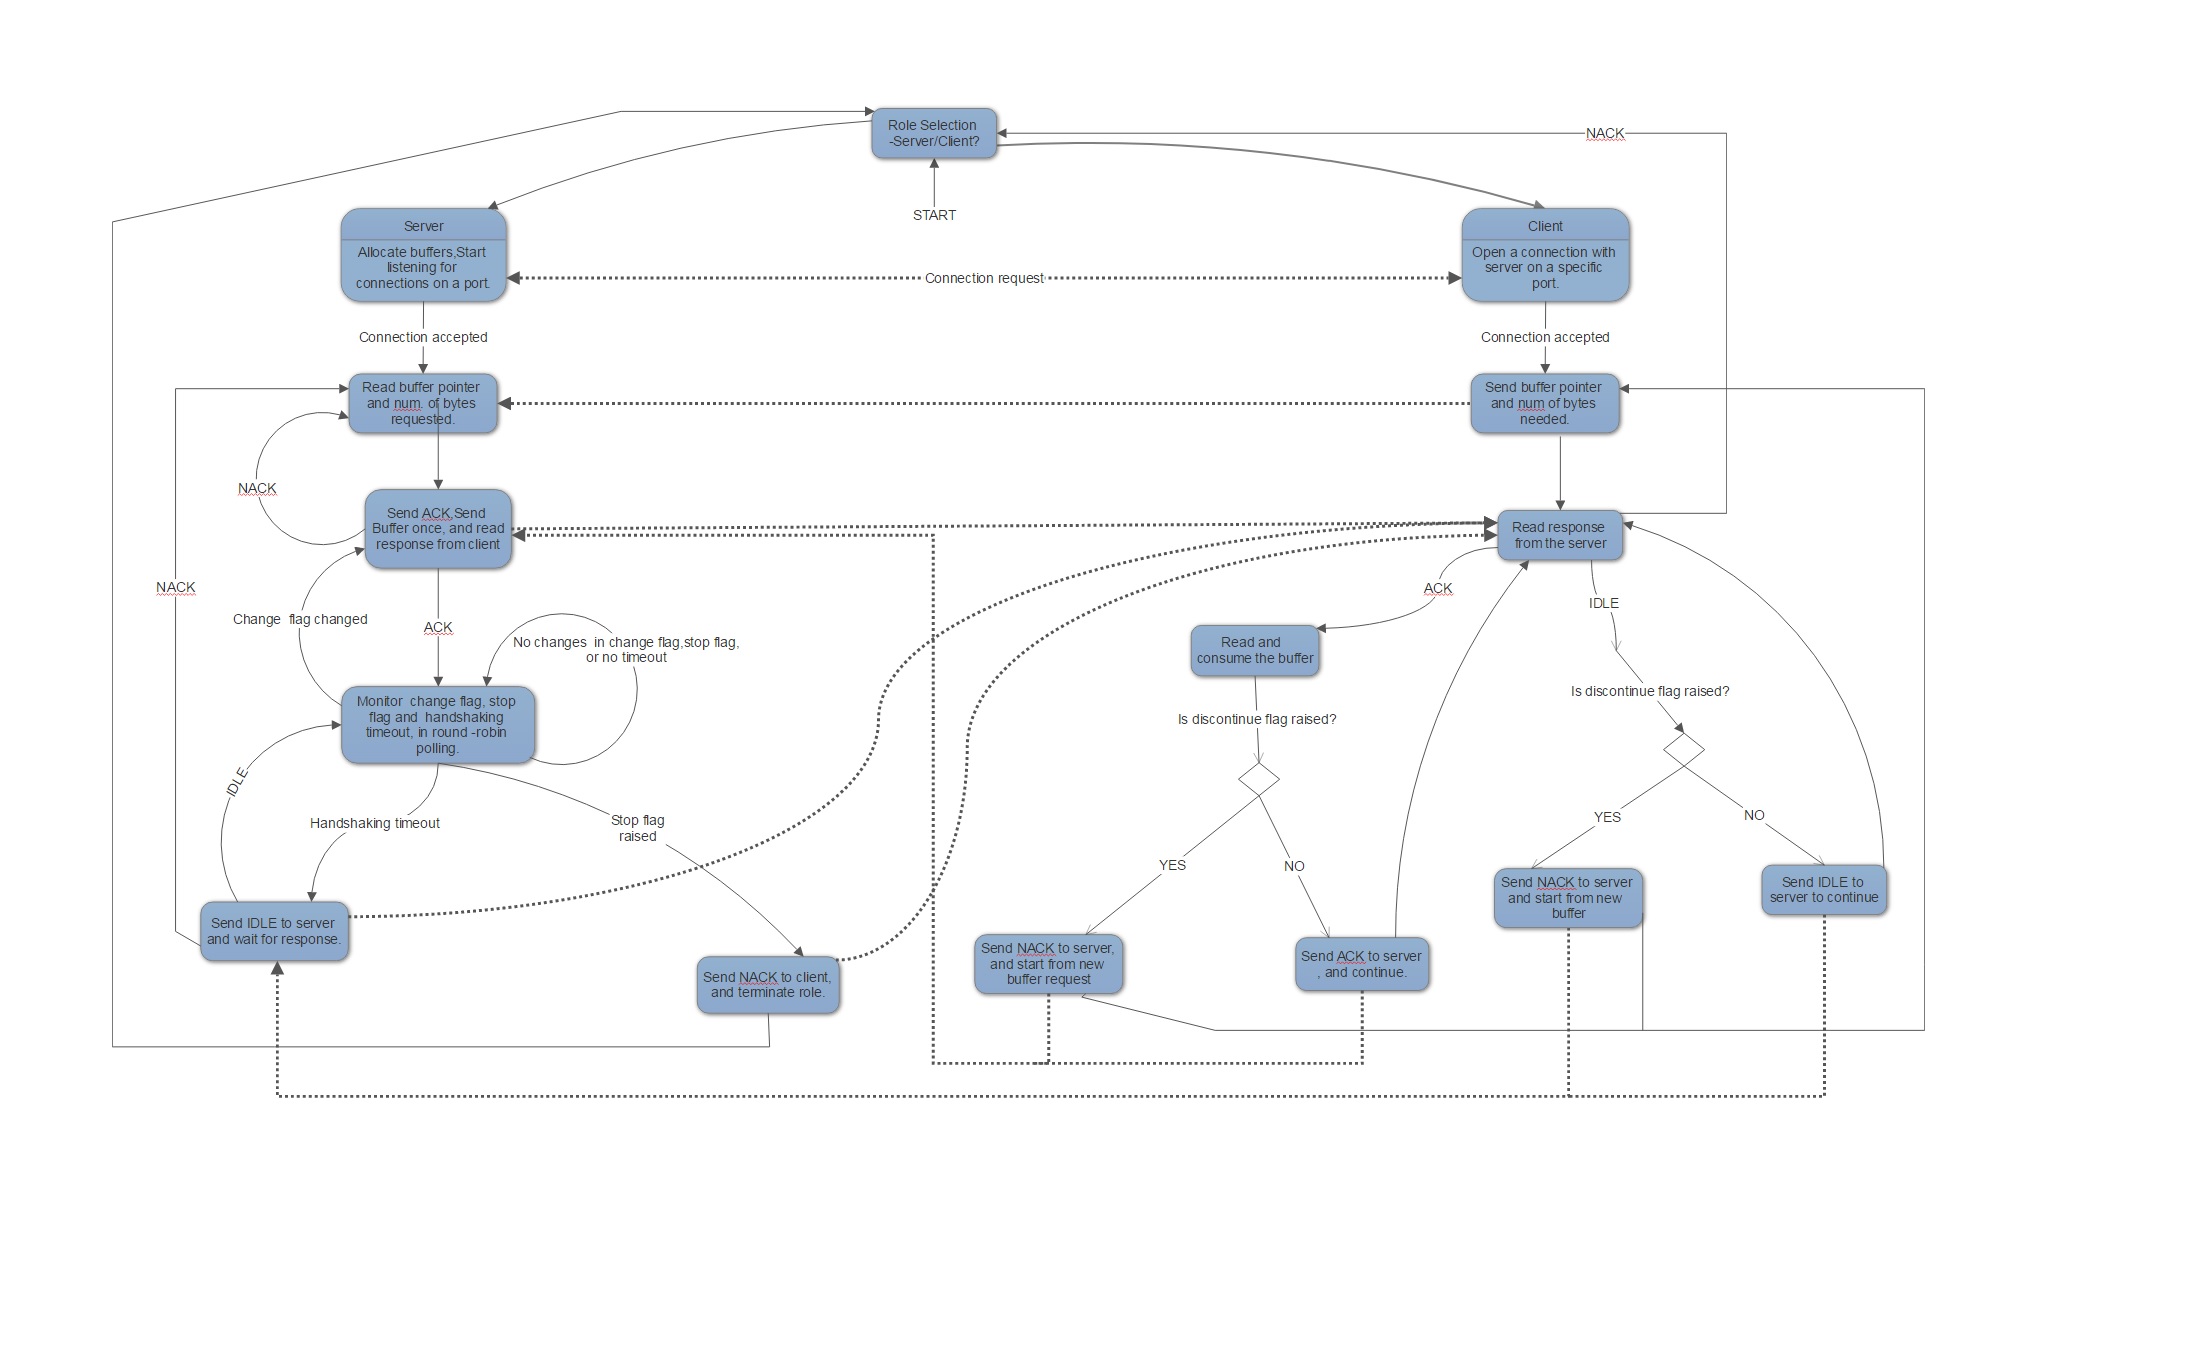 Role Selection
-Server/Client?
NACK
START
Server
Allocate buffers,Start
listening for
connections on a port.
Connection request
Client
Open a connection with
server on a specific
port.
Connection accepted
Connection accepted
Read buffer pointer
and num. of bytes
requested.
Send buffer pointer
and num of bytes
needed.
NACK
Send ACK,Send
Buffer once, and read
response from client
Read response
from the server
NACK
Change  flag changed
ACK
No changes  in change flag,stop flag,
or no timeout
ACK
IDLE
Read and
consume the buffer
Is discontinue flag raised?
Is discontinue flag raised?
Monitor  change flag, stop
flag and  handshaking
timeout, in round -robin
polling.
IDLE
Handshaking timeout
Stop flag
raised
YES
NO
YES
NO
Send IDLE to server
and wait for response.
Send NACK to client,
and terminate role.
Send NACK to server,
and start from new
buffer request
Send ACK to server
, and continue.
Send NACK to server
and start from new
buffer
Send IDLE to
server to continue